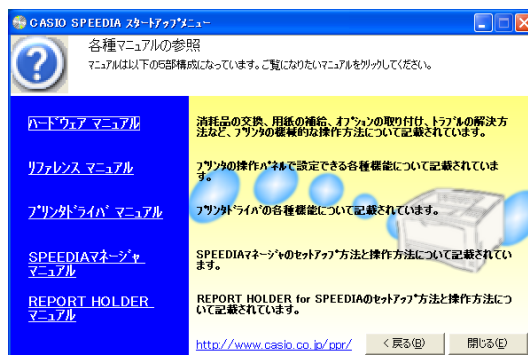 CASIO SPEEDIA ｽﾀｰﾄｱｯﾌﾟﾒﾆｭｰ
各種マニュアルの参照
ﾏﾆｭｱﾙは以下の5部構成になっています。ご覧になりたいﾏﾆｭｱﾙをｸﾘｯｸしてください。
ﾊｰﾄﾞｳｪｱ ﾏﾆｭｱﾙ
消耗品の交換、用紙の補給、ｵﾌﾟｼｮﾝの取り付け、ﾄﾗﾌﾞﾙの解決方
法など、ﾌﾟﾘﾝﾀの機械的な操作方法について記載されています。
ﾘﾌｧﾚﾝｽ ﾏﾆｭｱﾙ
ﾌﾟﾘﾝﾀの操作ﾊﾟﾈﾙで設定できる各種機能について記載されていま
す。
ﾌﾟﾘﾝﾀﾄﾞﾗｲﾊﾞ ﾏﾆｭｱﾙ
ﾌﾟﾘﾝﾀﾄﾞﾗｲﾊﾞの各種機能について記載されています。
SPEEDIAﾏﾈｰｼﾞｬ
ﾏﾆｭｱﾙ
SPEEDIAﾏﾈｰｼﾞｬのｾｯﾄｱｯﾌﾟ方法と操作方法について記載されてい
ます。
REPORT HOLDER
ﾏﾆｭｱﾙ
REPORT HOLDER for SPEEDIAのｾｯﾄｱｯﾌﾟ方法と操作方法につ
いて記載されています。
http://www.casio.co.jp/ppr/
< 戻る(B)
閉じる(E)